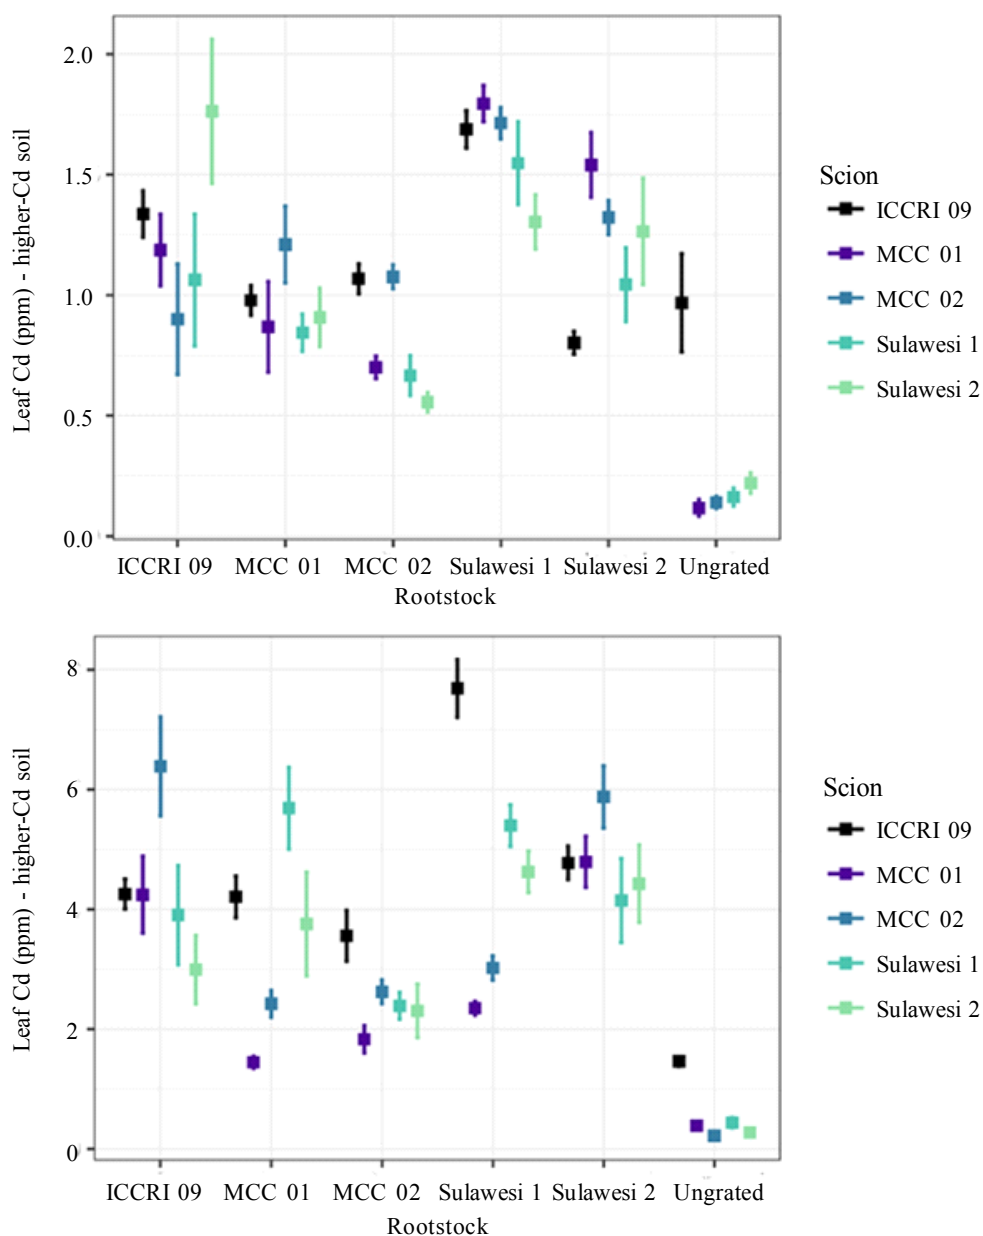 Leaf Cd (ppm) - higher-Cd soil
2.0
1.5
1.0
0.5
0.0
ICCRI 09 MCC 01 MCC 02 Sulawesi 1 Sulawesi 2 Ungrated
Rootstock
Scion
ICCRI 09
MCC 01
MCC 02
Sulawesi 1
Sulawesi 2
Leaf Cd (ppm) - higher-Cd soil
8
6
4
2
0
ICCRI 09 MCC 01 MCC 02 Sulawesi 1 Sulawesi 2 Ungrated
Rootstock
Scion
ICCRI 09
MCC 01
MCC 02
Sulawesi 1
Sulawesi 2